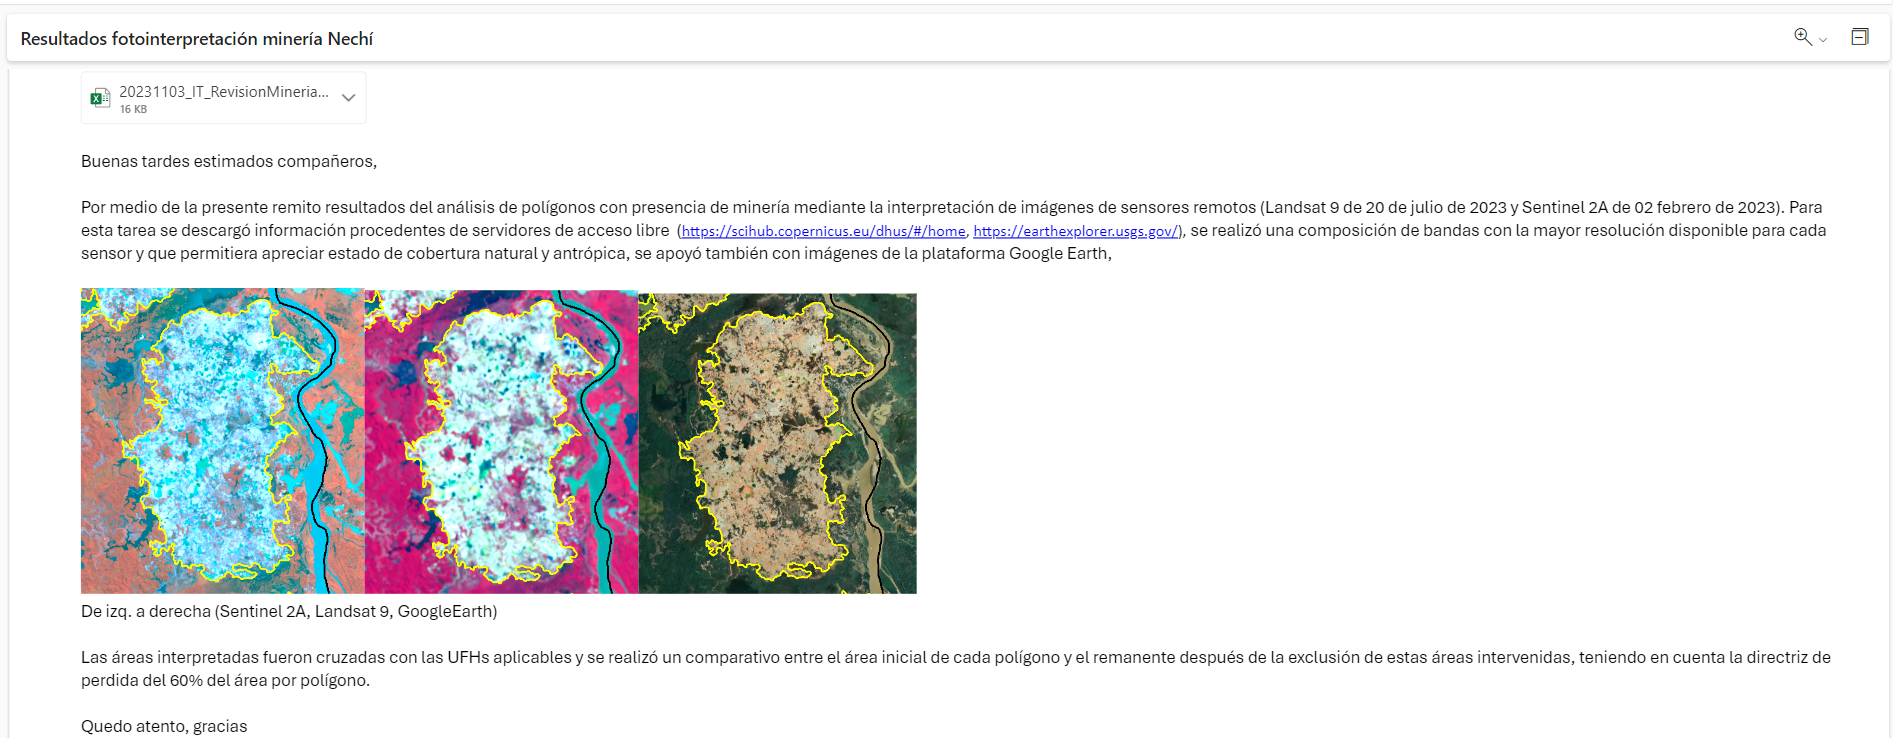 Resultados fotointerpretación minería Nechí
20231103_IT_RevisionMineria...
16 KB
Buenas tardes estimados compañeros,
Por medio de la presente remito resultados del análisis de polígonos con presencia de minería mediante la interpretación de imágenes de sensores remotos (Landsat 9 de 20 de julio de 2023 y Sentinel 2A de 02 febrero de 2023). Para
esta tarea se descargó información procedentes de servidores de acceso libre (https://scihub.copernicus.eu/dhus/#/home, https://earthexplorer.usgs.gov/), se realizó una composición de bandas con la mayor resolución disponible para cada
sensor y que permitiera apreciar estado de cobertura natural y antrópica, se apoyó también con imágenes de la plataforma Google Earth,
De izq. a derecha (Sentinel 2A, Landsat 9, GoogleEarth)
Las áreas interpretadas fueron cruzadas con las UFHs aplicables y se realizó un comparativo entre el área inicial de cada polígono y el remanente después de la exclusión de estas áreas intervenidas, teniendo en cuenta la directriz de
perdida del 60% del área por polígono.
Quedo atento, gracias